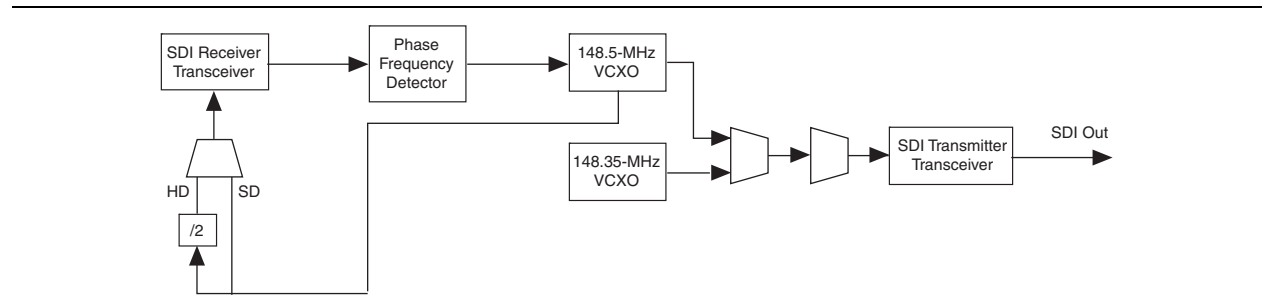 SDI Receiver
Transceiver
Phase
Frequency
Detector
148.5-MHz
VCXO
148.35-MHz
VCXO
SDI Transmitter
Transceiver
SDI Out
HD
SD
/2